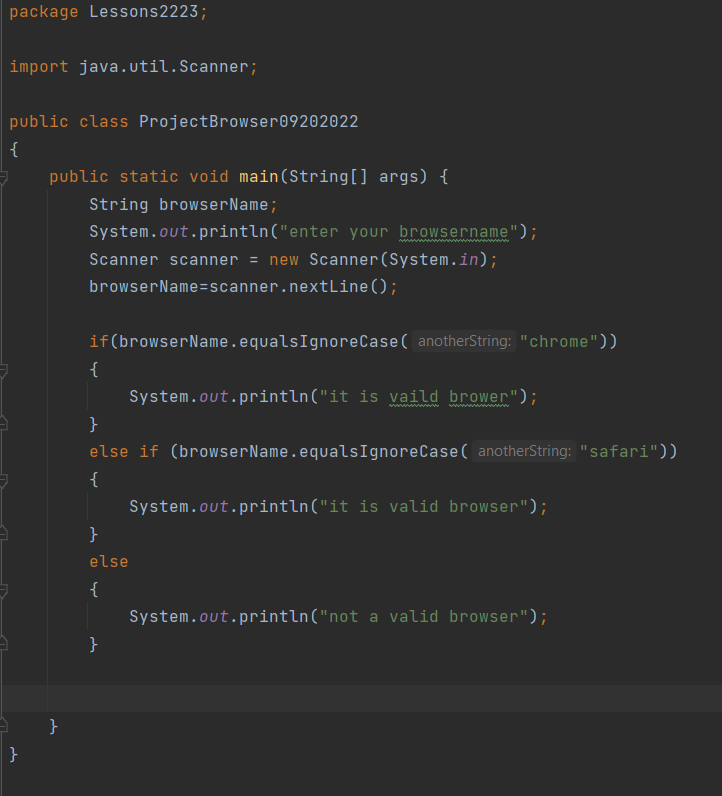 package Lessons2223;
import java.util.Scanner;
public class ProjectBrowser09202022
{
public static void main(String[] args) {
String browserName;
System.out.println("enter your browsername");
Scanner scanner = new Scanner(System.in);
browserName=scanner.nextLine();
if(browserName.equalsIgnoreCase( anotherString: "chrome"))
{
System.out.println("it is vaild brower");
}
else if (browserName.equalsIgnoreCase( anotherString: "safari"))
{
System.out.println("it is valid browser");
}
else
{
System.out.println("not a valid browser");
}
}
}